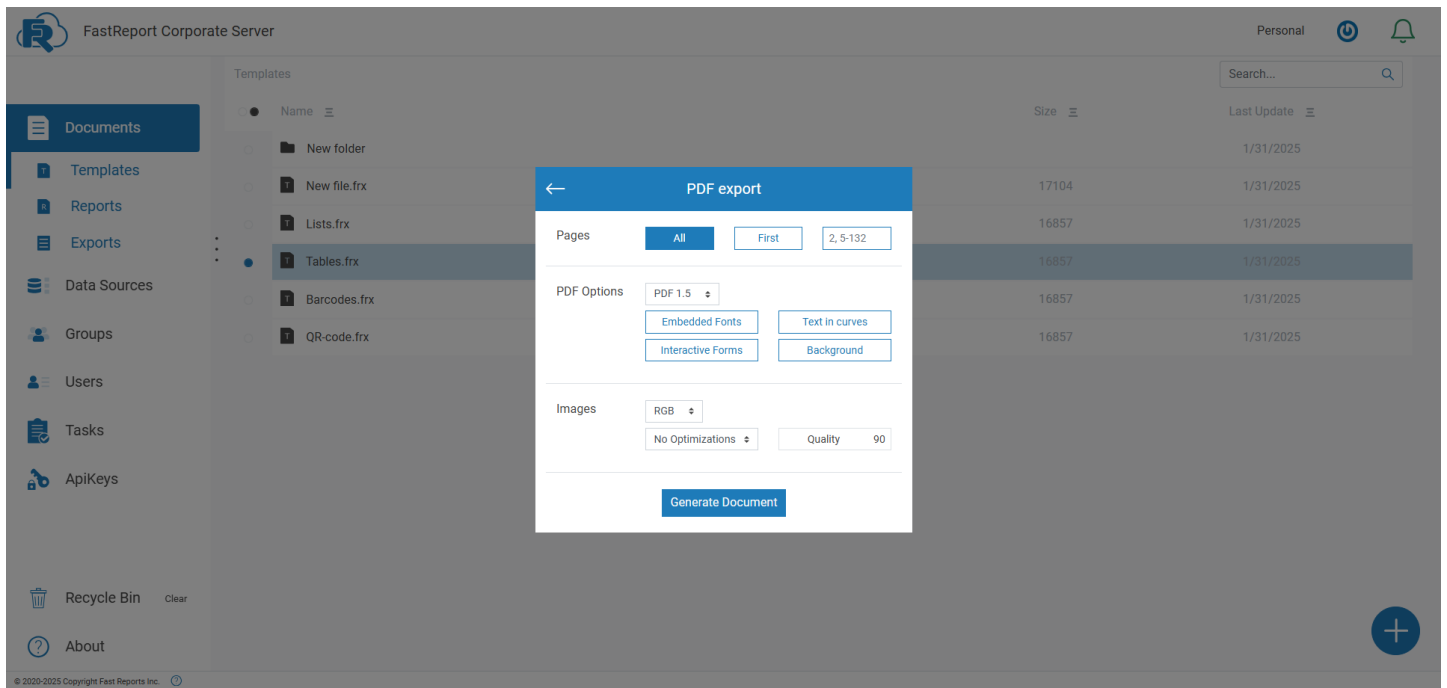 FastReport Corporate Server
Personal
Templates
Search...
Name
Size
Last Update
Documents
Templates
Reports
Exports
Data Sources
Groups
Users
Tasks
ApiKeys
Recycle Bin Clear
About
New folder 1/31/2025
T New file.frx 17104 1/31/2025
T Lists.frx 16857 1/31/2025
T Tables.frx 16857 1/31/2025
T Barcodes.frx 16857 1/31/2025
T QR-code.frx 16857 1/31/2025
PDF export
Pages All First 2, 5-132
PDF Options PDF 1.5
Embedded Fonts Text in curves
Interactive Forms Background
Images RGB
No Optimizations Quality 90
Generate Document
© 2020-2025 Copyright Fast Reports Inc. ?